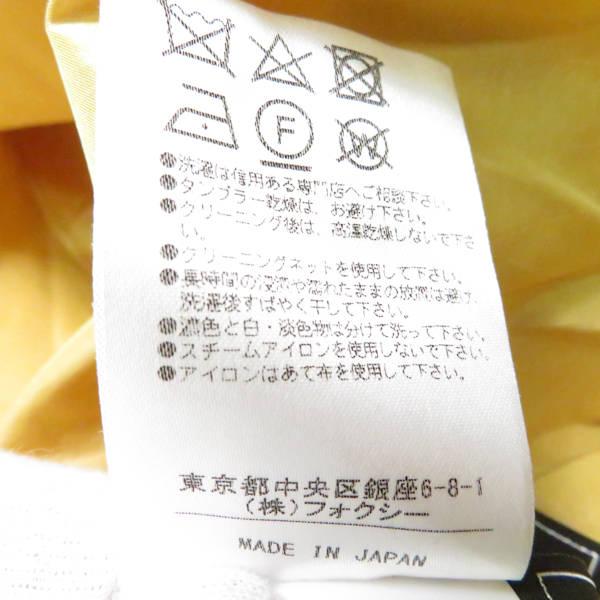 F
W
●洗濯は信用ある専門店へご相談下さい。
●タンブラー乾燥は、お避け下さい。
●クリーニング後は、高温乾燥しないで下さ
い。
●クリーニングネットを使用して下さい。
●長時間の浸漬や濡れたままの放置は避け、
洗濯後すばやく干して下さい。
●濃色と白・淡色物は分けて洗って下さい。
●スチームアイロンを使用しないで下さい。
●アイロンはあて布を使用して下さい。
東京都中央区銀座6-8-1
(株)フォクシー
MADE IN JAPAN